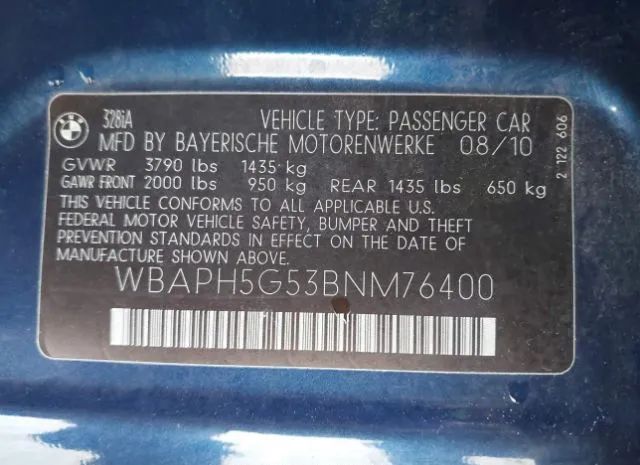 BMW
328iA VEHICLE TYPE: PASSENGER CAR
MFD BY BAYERISCHE MOTORENWERKE 08/10
GVWR 3790 lbs 1435 kg
GAWR FRONT 2000 lbs 950 kg REAR 1435 lbs 650 kg
THIS VEHICLE CONFORMS TO ALL APPLICABLE U.S.
FEDERAL MOTOR VEHICLE SAFETY, BUMPER AND THEFT
PREVENTION STANDARDS IN EFFECT ON THE DATE OF
MANUFACTURE SHOWN ABOVE.
WBAPH5G53BNM76400
2 122 606